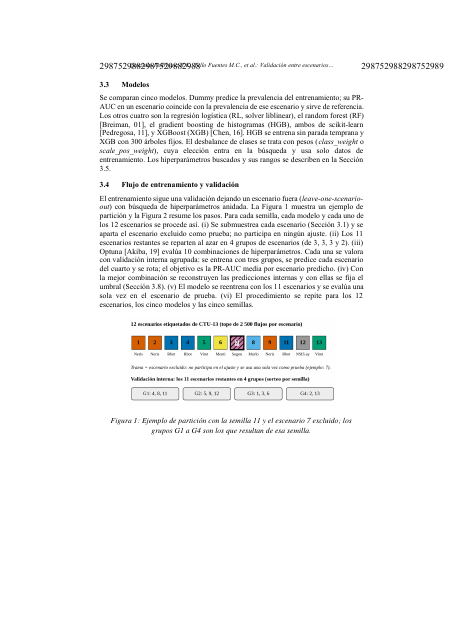 3.3 Modelos
Se comparan cinco modelos. Dummy predice la prevalencia del entrenamiento; su PR-
AUC en un escenario coincide con la prevalencia de ese escenario y sirve de referencia.
Los otros cuatro son la regresión logística (RL, solver liblinear), el random forest (RF)
[Breiman, 01], el gradient boosting de histogramas (HGB), ambos de scikit-learn
[Pedregosa, 11], y XGBoost (XGB) [Chen, 16]. HGB se entrena sin parada temprana y
XGB con 300 árboles fijos. El desbalance de clases se trata con pesos (class_weight o
scale_pos_weight), cuya elección entra en la búsqueda y usa solo datos de
entrenamiento. Los hiperparámetros buscados y sus rangos se describen en la Sección
3.5.
3.4 Flujo de entrenamiento y validación
El entrenamiento sigue una validación dejando un escenario fuera (leave-one-scenario-
out) con búsqueda de hiperparámetros anidada. La Figura 1 muestra un ejemplo de
partición y la Figura 2 resume los pasos. Para cada semilla, cada modelo y cada uno de
los 12 escenarios se procede así. (i) Se submuestrea cada escenario (Sección 3.1) y se
aparta el escenario excluido como prueba; no participa en ningún ajuste. (ii) Los 11
escenarios restantes se reparten al azar en 4 grupos de escenarios (de 3, 3, 3 y 2). (iii)
Optuna [Akiba, 19] evalúa 10 combinaciones de hiperparámetros. Cada una se valora
con validación interna agrupada: se entrena con tres grupos, se predice cada escenario
del cuarto y se rota; el objetivo es la PR-AUC media por escenario predicho. (iv) Con
la mejor combinación se reconstruyen las predicciones internas y con ellas se fija el
umbral (Sección 3.8). (v) El modelo se reentrena con los 11 escenarios y se evalúa una
sola vez en el escenario de prueba. (vi) El procedimiento se repite para los 12
escenarios, los cinco modelos y las cinco semillas.
12 escenarios etiquetados de CTU-13 (tope de 2 500 flujos por escenario)
1 2 3 4 5 6 8 9 11 12 13
Neris Neris Rbot Rbot Virut Menti Sogou Murlo Neris Rbot NSIS.ay Virut
Trama = escenario excluido: no participa en el ajuste y se usa una sola vez como prueba (ejemplo: 7).
Validación interna: los 11 escenarios restantes en 4 grupos (sorteo por semilla)
G1: 4, 8, 11 G2: 5, 9, 12 G3: 1, 3, 6 G4: 2, 13
Figura 1: Ejemplo de partición con la semilla 11 y el escenario 7 excluido; los
grupos G1 a G4 son los que resultan de esa semilla.